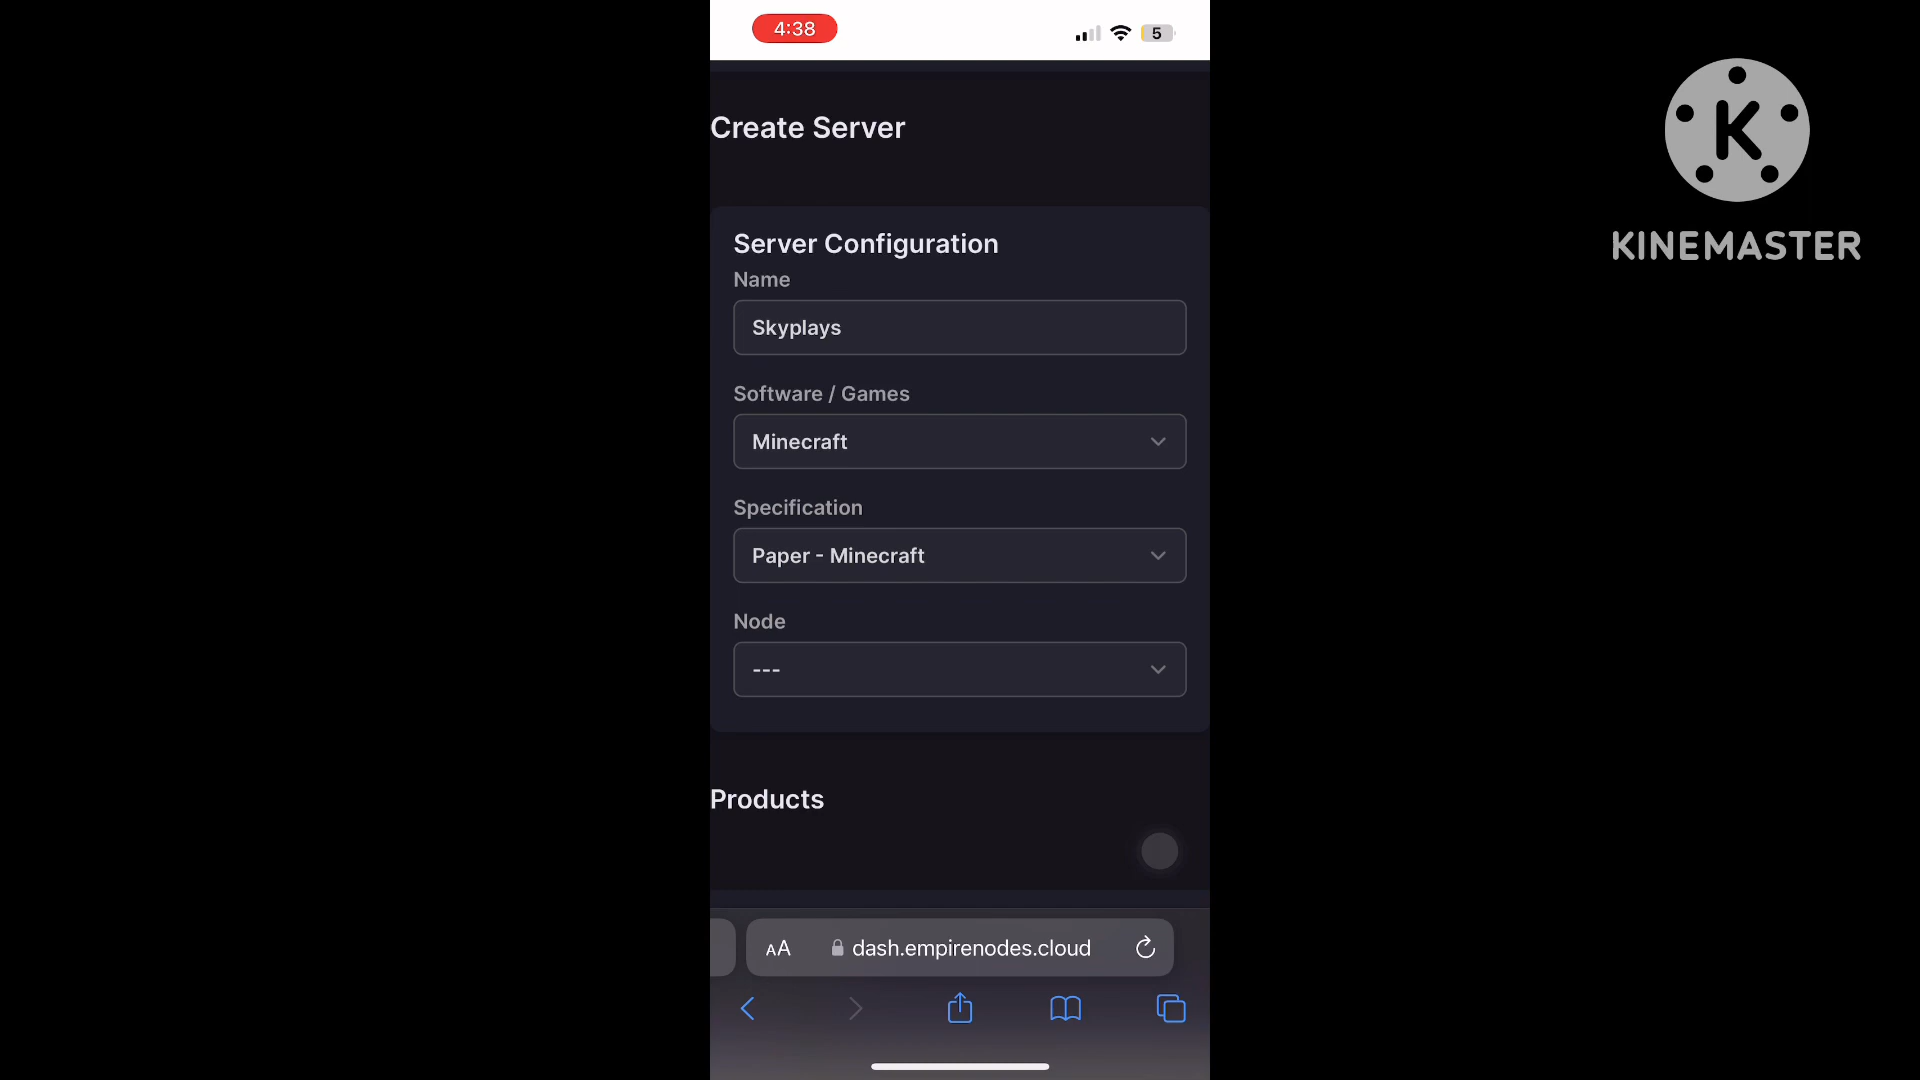 4:38
5
Create Server
Server Configuration
Name
Skyplays
Software / Games
Minecraft
Specification
Paper - Minecraft
Node
---
Products
AA
dash.empirenodes.cloud
K
KINEMASTER